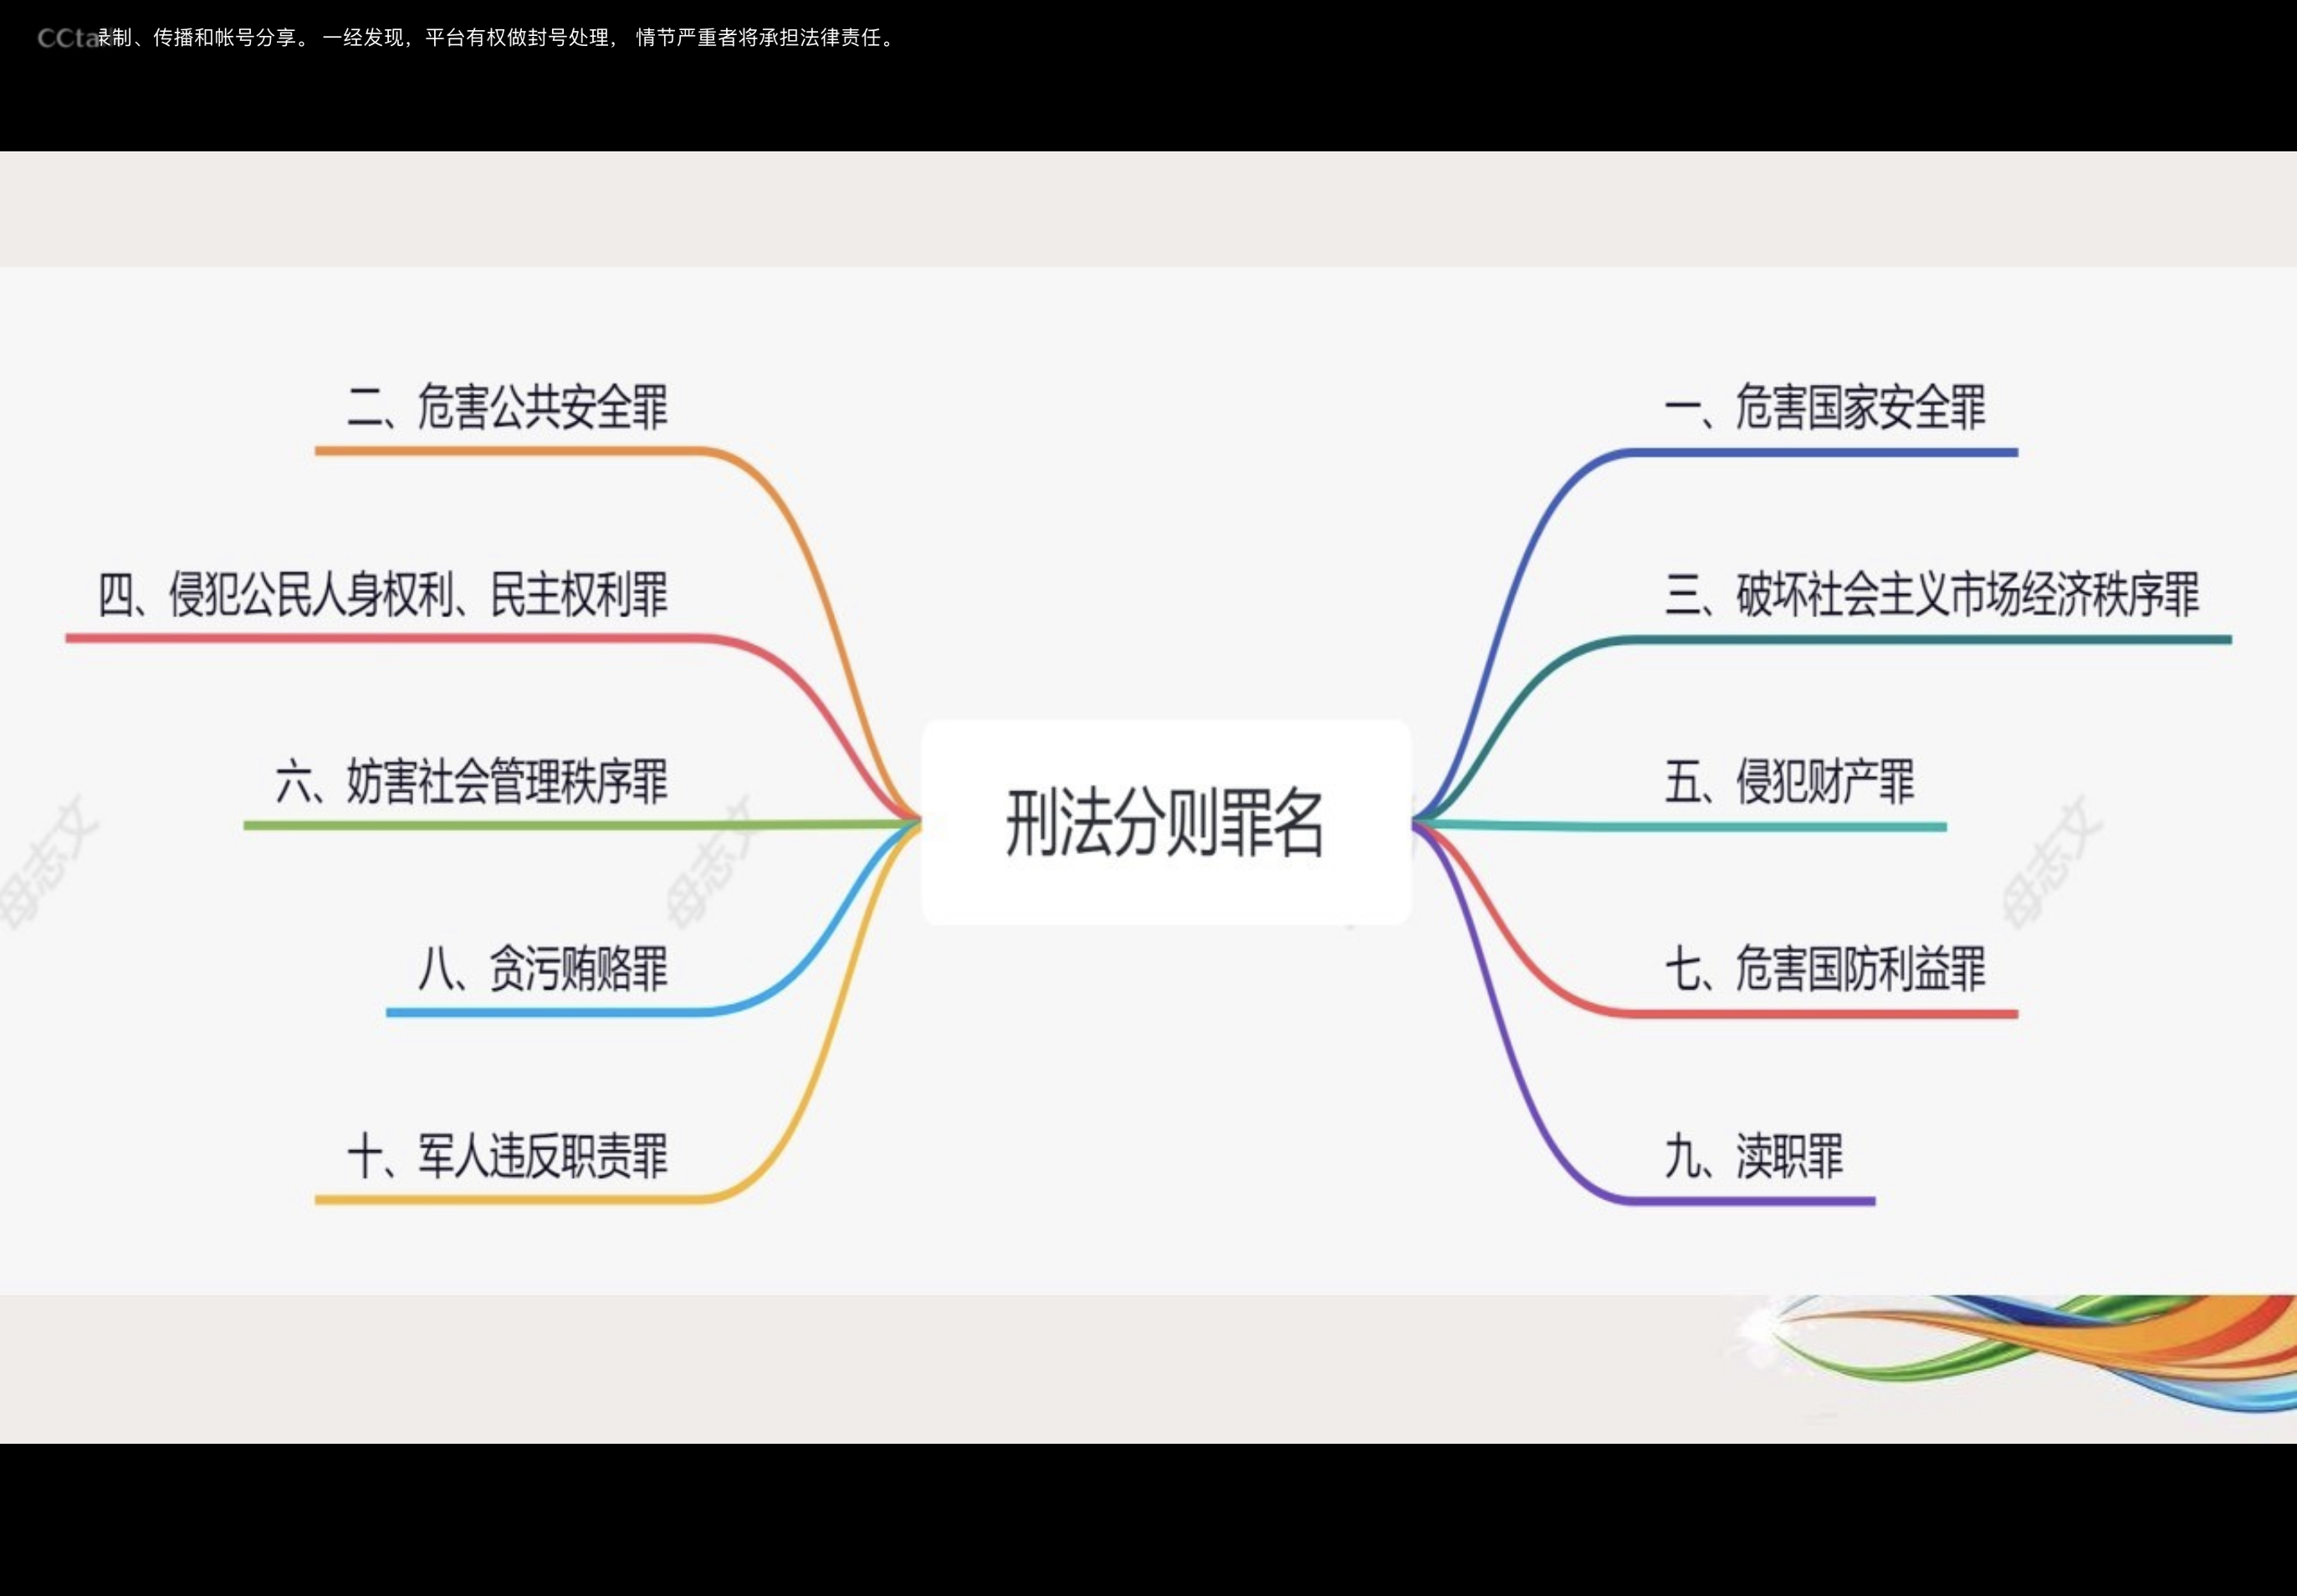 CCta录制、传播和帐号分享。 一经发现，平台有权做封号处理， 情节严重者将承担法律责任。
二、危害公共安全罪
四、侵犯公民人身权利、民主权利罪
六、妨害社会管理秩序罪
八、贪污贿赂罪
十、军人违反职责罪
刑法分则罪名
一、危害国家安全罪
三、破坏社会主义市场经济秩序罪
五、侵犯财产罪
七、危害国防利益罪
九、渎职罪
母志文
母志文
母志文